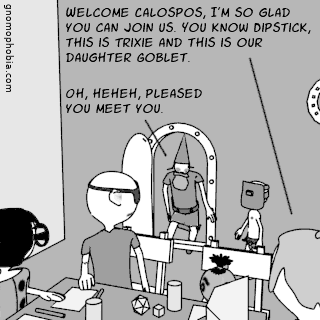 WELCOME CALOSPOS, I'M SO GLAD
YOU CAN JOIN US. YOU KNOW DIPSTICK,
THIS IS TRIXIE AND THIS IS OUR
DAUGHTER GOBLET.
OH, HEHEH, PLEASED
YOU MEET YOU.
gnomophobia.com